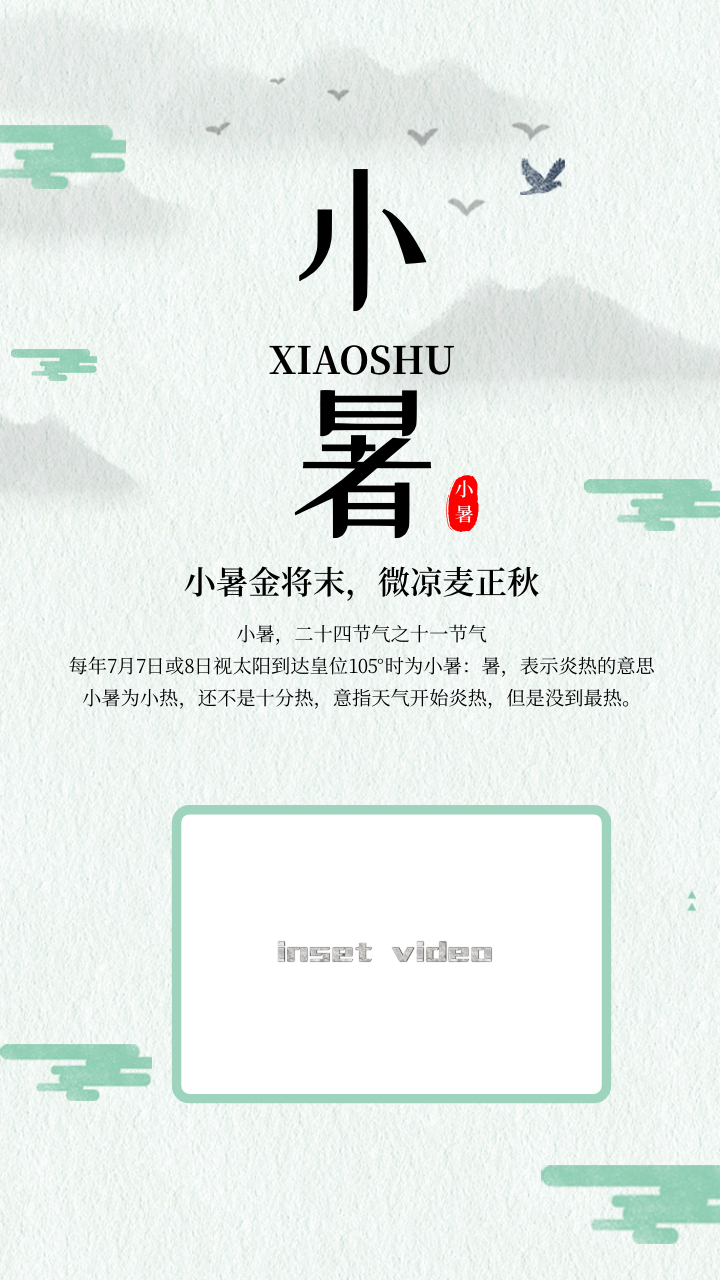 小
XIAOSHU
暑
小
暑
小暑金将末，微凉麦正秋
小暑，二十四节气之十一节气
每年7月7日或8日视太阳到达皇位105°时为小暑：暑，表示炎热的意思
小暑为小热，还不是十分热，意指天气开始炎热，但是没到最热。
inset video